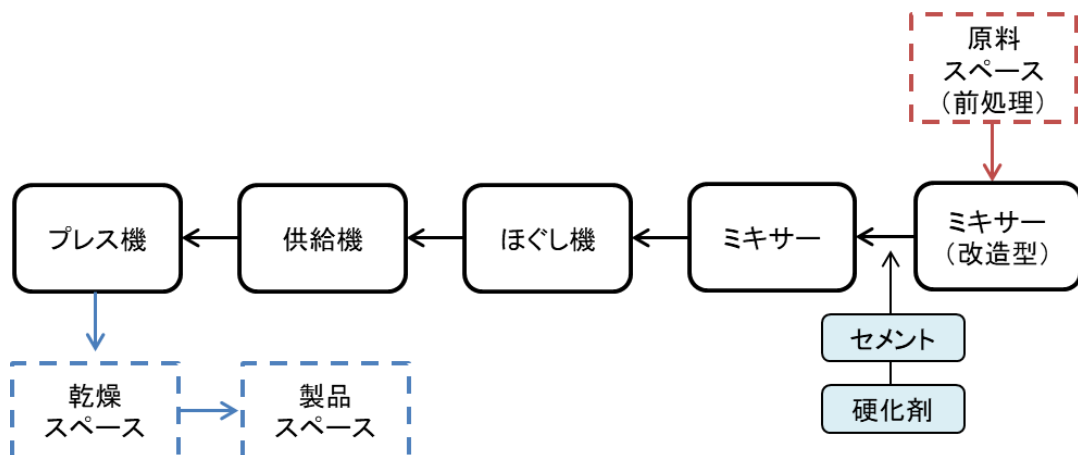 原料
スペース
（前処理）
プレス機
供給機
ほぐし機
ミキサー
ミキサー
（改造型）
セメント
硬化剤
乾燥
スペース
製品
スペース